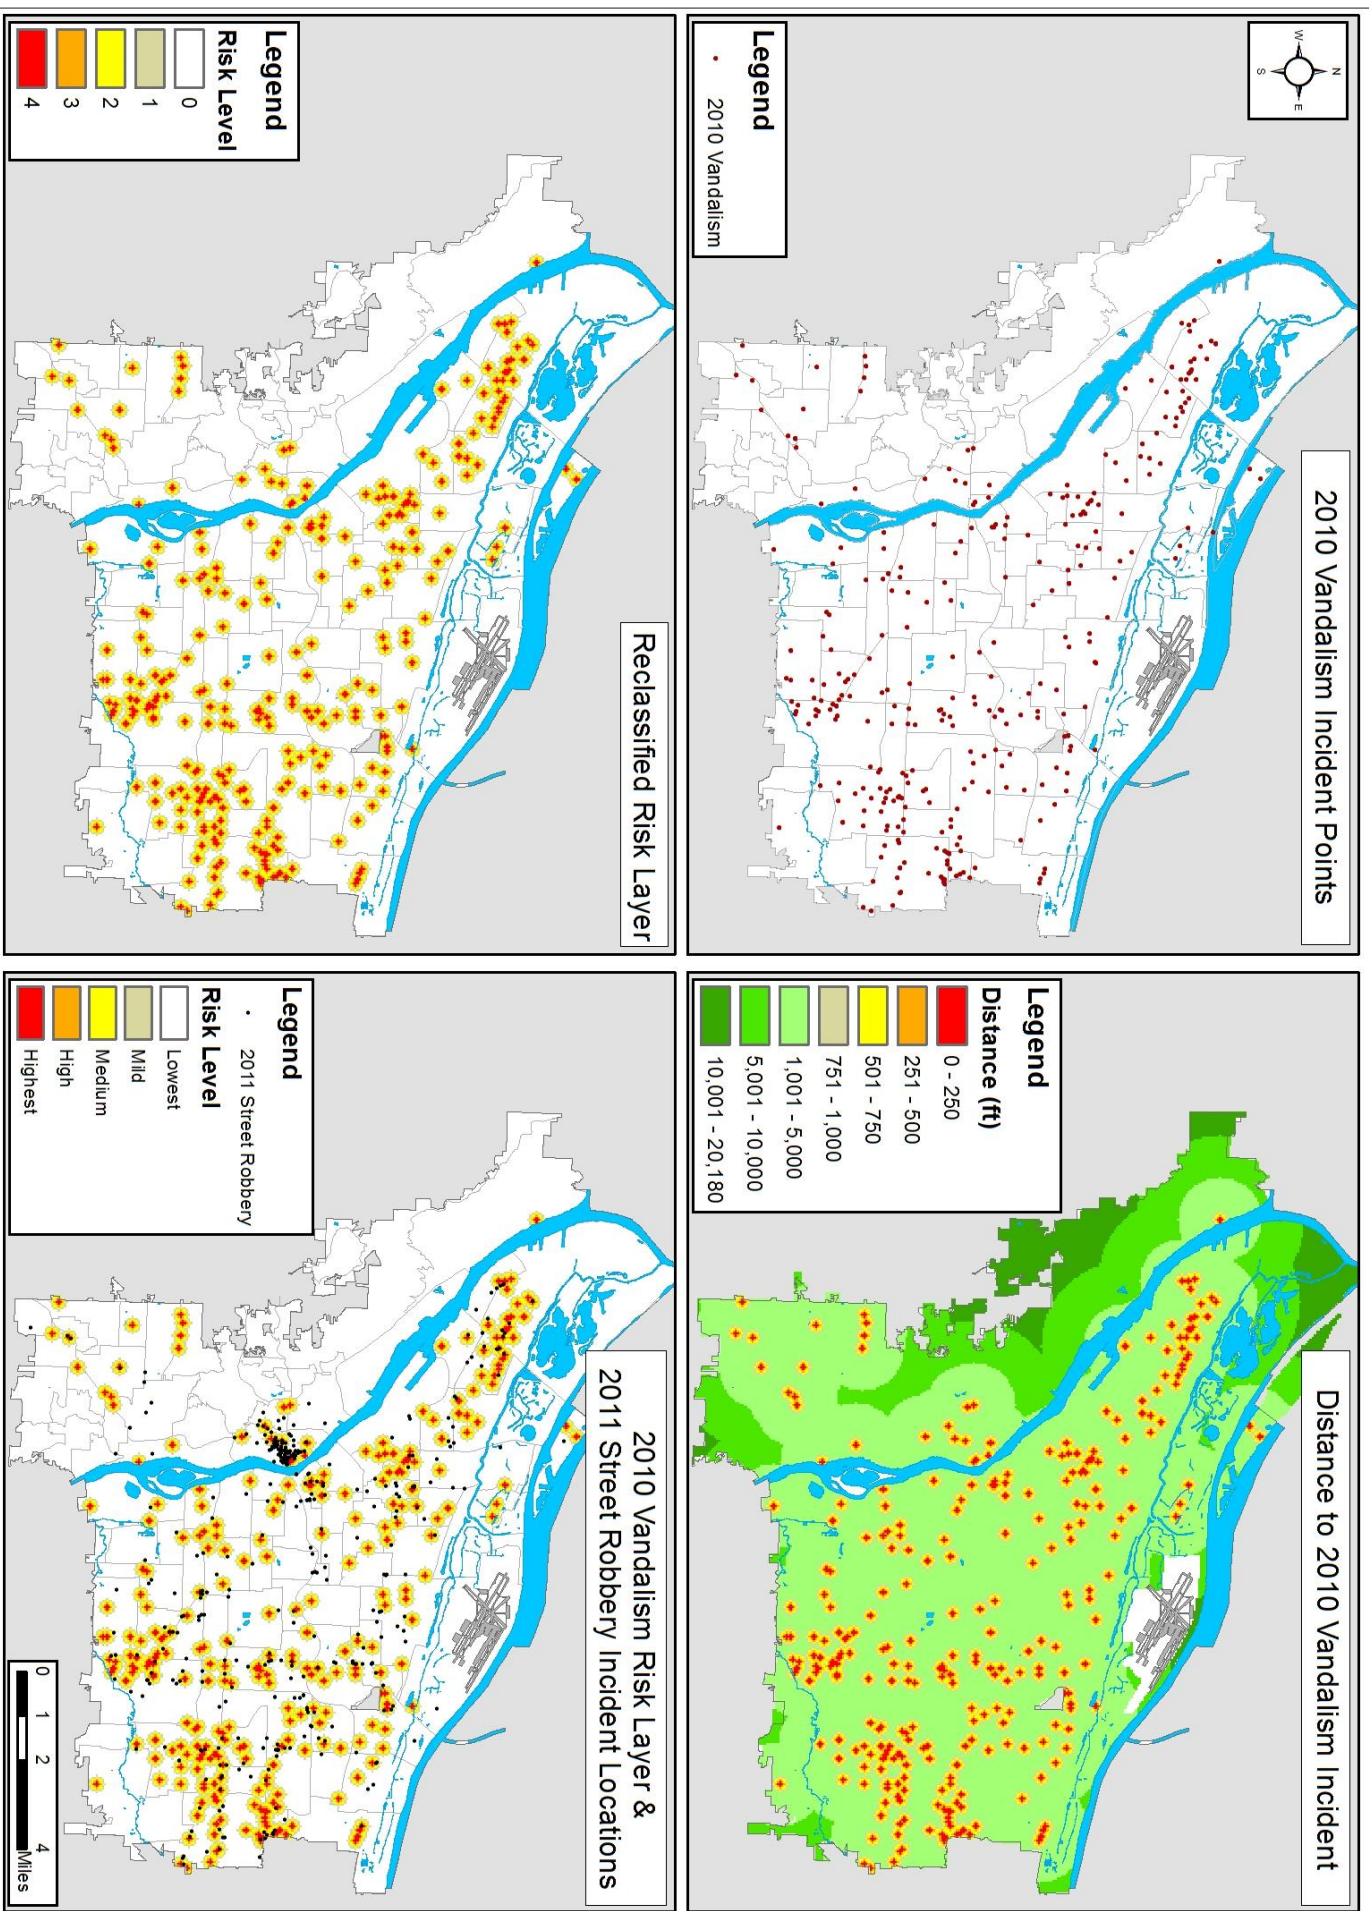 N
W
E
S
Legend
2010 Vandalism
2010 Vandalism Incident Points
Legend
Distance (ft)
0 - 250
251 - 500
501 - 750
751 - 1,000
1,001 - 5,000
5,001 - 10,000
10,001 - 20,180
Distance to 2010 Vandalism Incident
Legend
Risk Level
0
1
2
3
4
Reclassified Risk Layer
Legend
2011 Street Robbery
Risk Level
Lowest
Mild
Medium
High
Highest
2010 Vandalism Risk Layer &
2011 Street Robbery Incident Locations
0 1 2 4
Miles